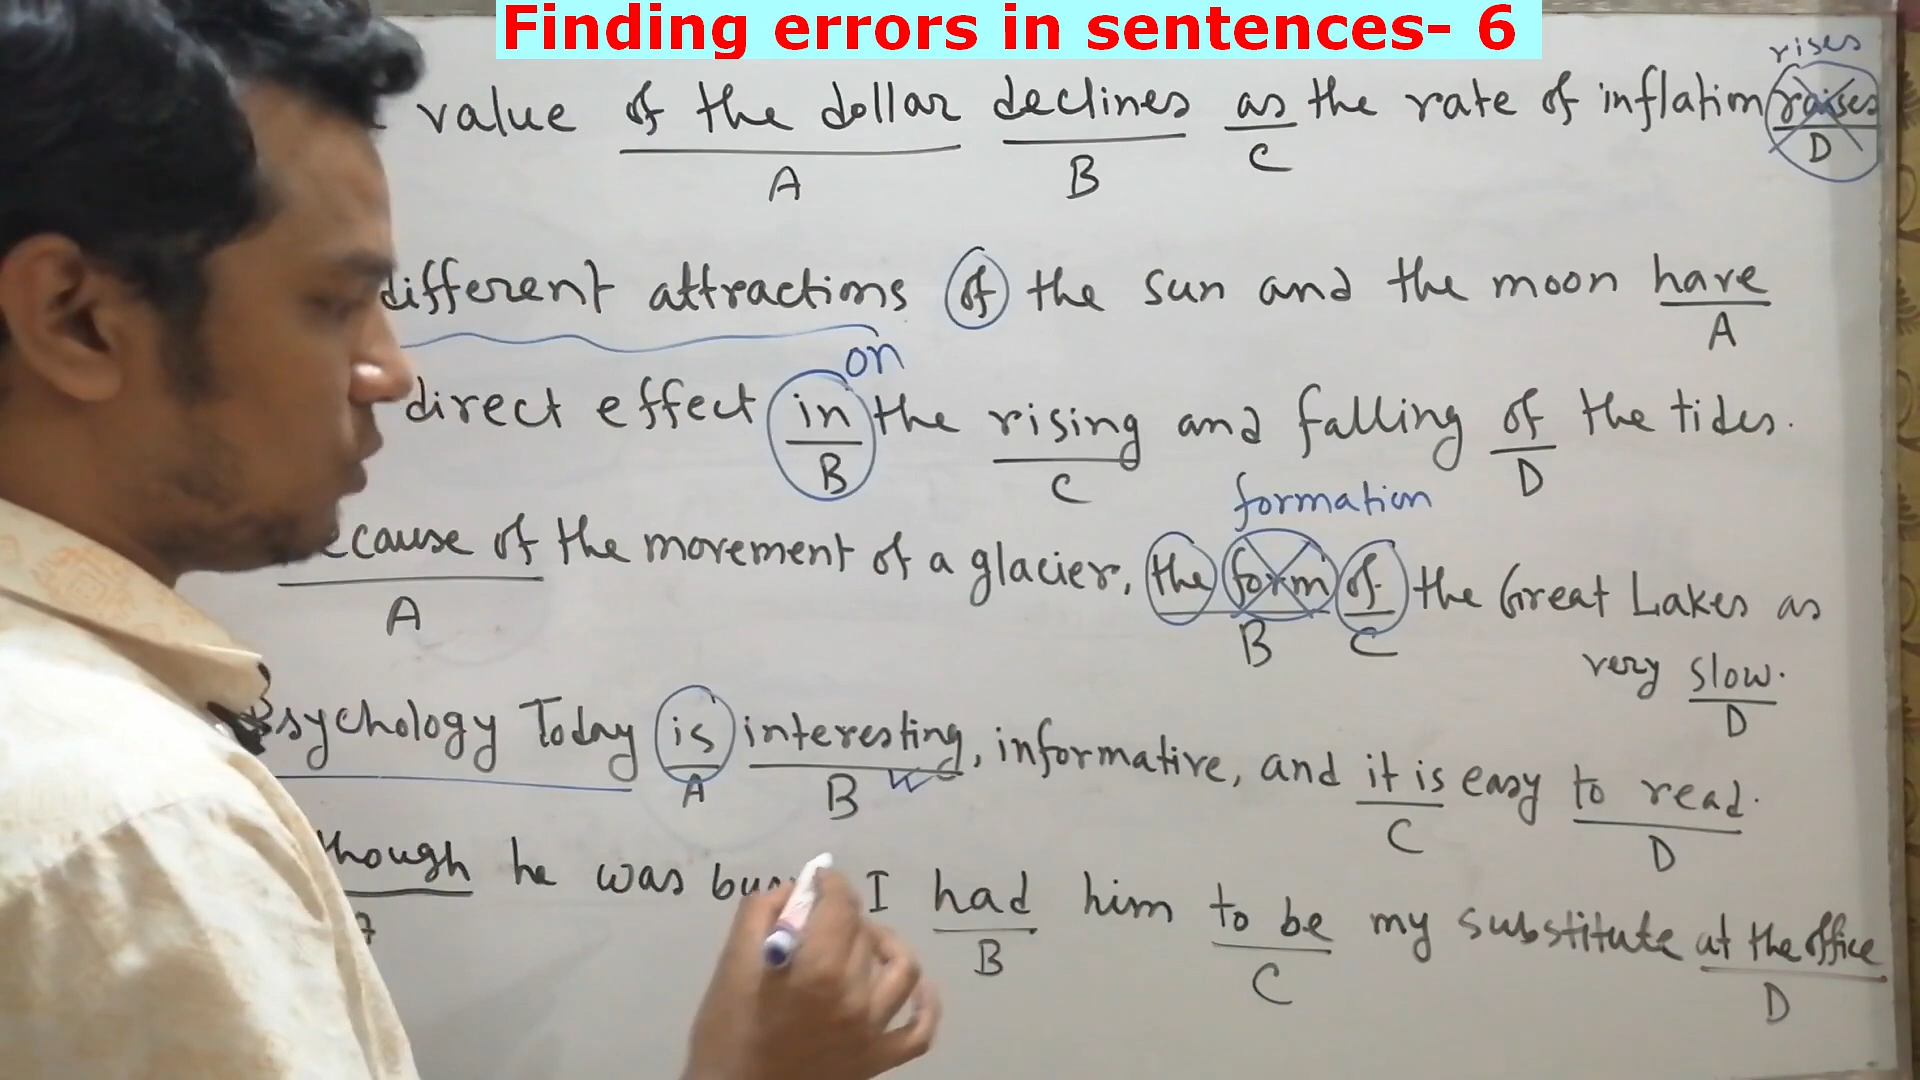 Finding errors in sentences- 6
rises
value of the dollar declines as the rate of inflation raises
A B C D
different attractions of the sun and the moon have
A
on
direct effect in the rising and falling of the tides.
B C D
formation
ecause of the movement of a glacier, the form of the Great Lakes as
A B C
very slow.
D
Psychology Today is interesting, informative, and it is easy to read.
A B C D
though he was I had him to be my substitute at the office
B C D